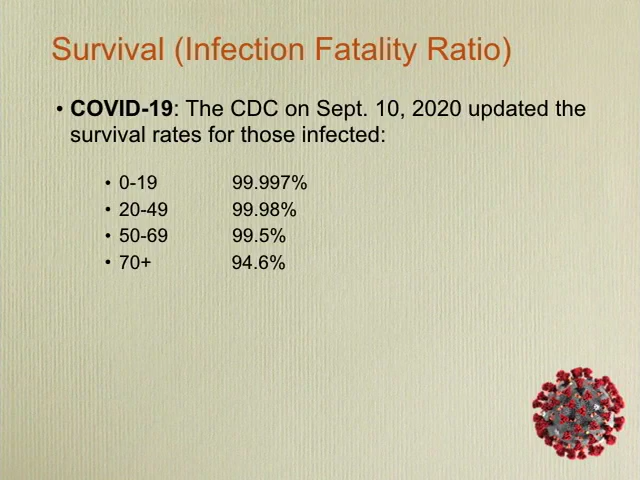 Survival (Infection Fatality Ratio)
• COVID-19: The CDC on Sept. 10, 2020 updated the
survival rates for those infected:
• 0-19 99.997%
• 20-49 99.98%
• 50-69 99.5%
• 70+ 94.6%